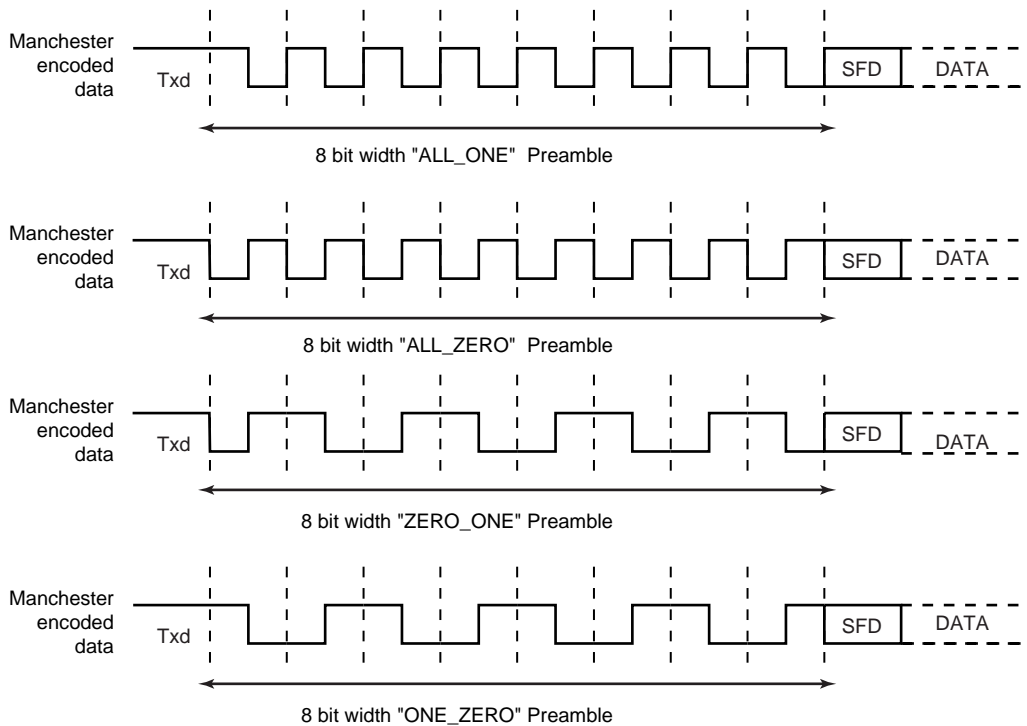 Manchester
encoded
data
Txd
SFD
DATA
8 bit width "ALL_ONE" Preamble
Manchester
encoded
data
Txd
SFD
DATA
8 bit width "ALL_ZERO" Preamble
Manchester
encoded
data
Txd
SFD
DATA
8 bit width "ZERO_ONE" Preamble
Manchester
encoded
data
Txd
SFD
DATA
8 bit width "ONE_ZERO" Preamble